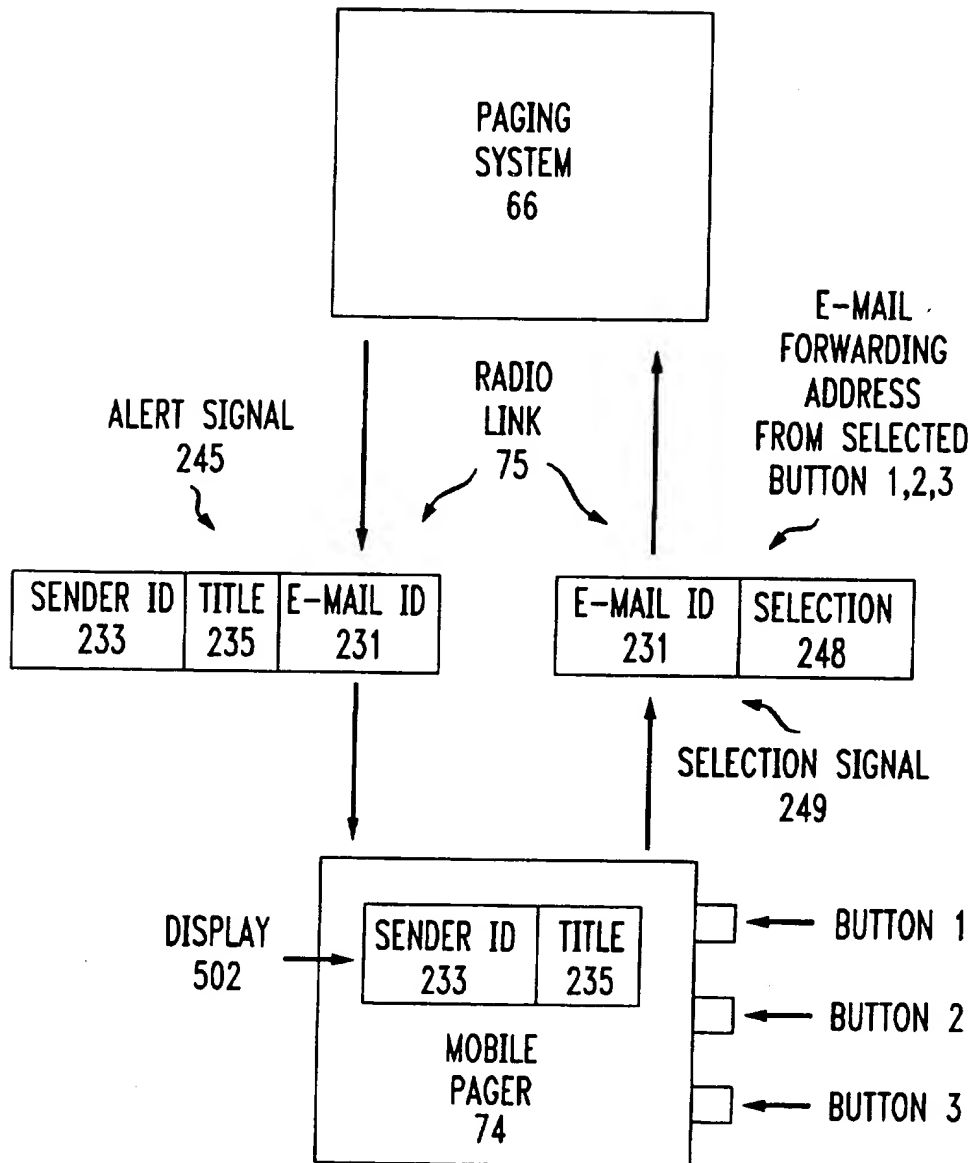 PAGING
SYSTEM
66
E-MAIL
FORWARDING
ADDRESS
FROM SELECTED
BUTTON 1,2,3
RADIO
LINK
75
ALERT SIGNAL
245
SENDER ID
233
TITLE
235
E-MAIL ID
231
E-MAIL ID
231
SELECTION
248
SELECTION SIGNAL
249
DISPLAY
502
SENDER ID
233
TITLE
235
MOBILE
PAGER
74
BUTTON 1
BUTTON 2
BUTTON 3